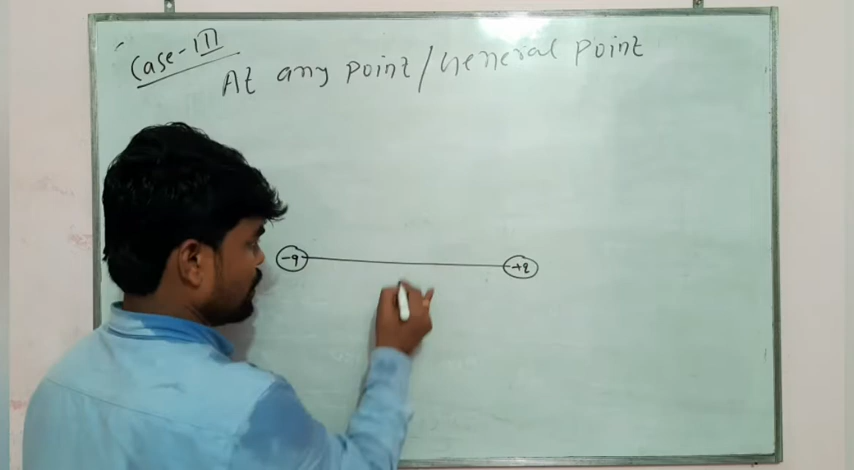 Case-III
At any point/General point
-q +q